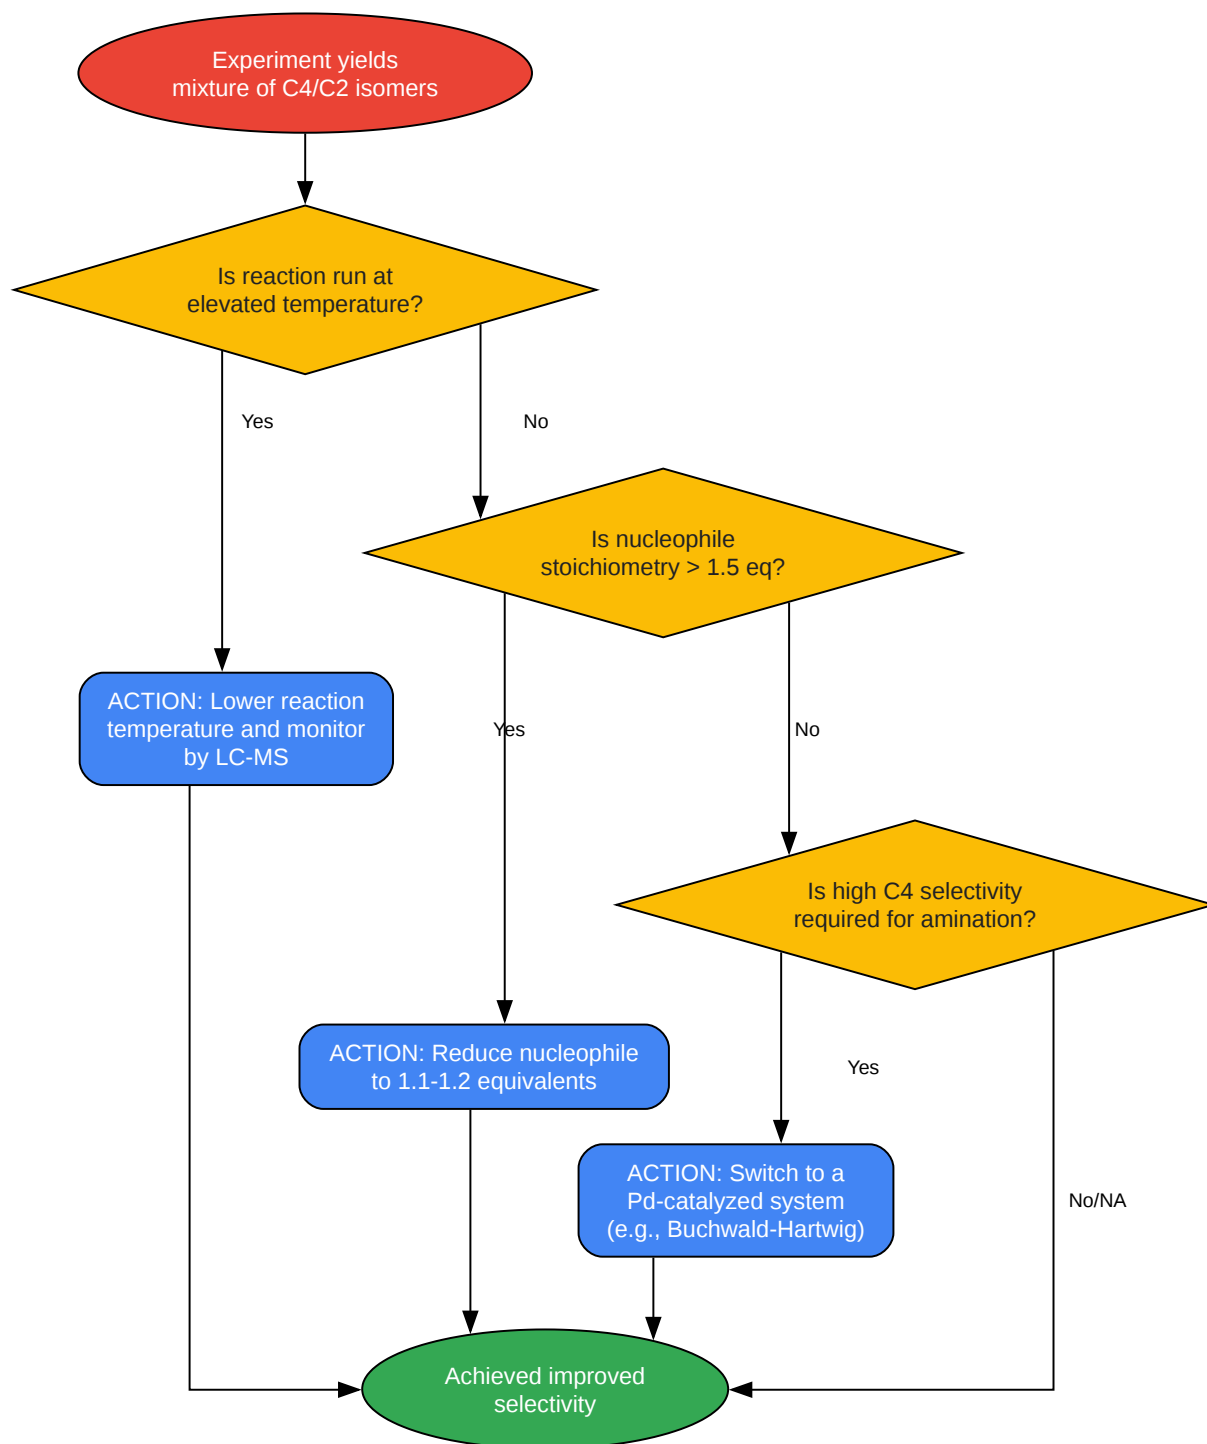 Experiment yields
mixture of C4/C2 isomers
Is reaction run at
elevated temperature?
Yes
No
Is nucleophile
stoichiometry > 1.5 eq?
ACTION: Lower reaction
temperature and monitor
by LC-MS
Yes
No
Is high C4 selectivity
required for amination?
ACTION: Reduce nucleophile
to 1.1-1.2 equivalents
Yes
ACTION: Switch to a
Pd-catalyzed system
(e.g., Buchwald-Hartwig)
No/NA
Achieved improved
selectivity